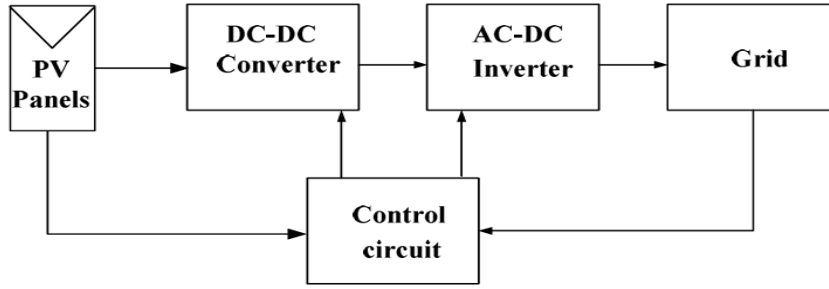 PV
Panels
DC-DC
Converter
AC-DC
Inverter
Grid
Control
circuit